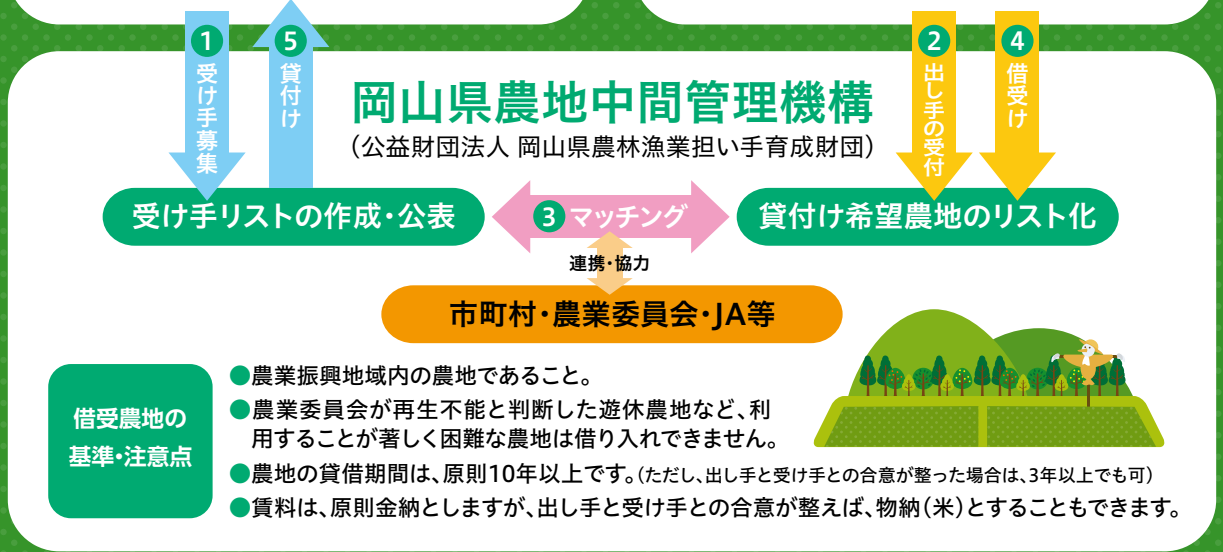 ❶受け手募集
❺貸付け
❷出し手の受付
❹借受け
岡山県農地中間管理機構
(公益財団法人 岡山県農林漁業担い手育成財団)
受け手リストの作成・公表
❸マッチング
貸付け希望農地のリスト化
連携・協力
市町村・農業委員会・JA等
借受農地の
基準・注意点
●農業振興地域内の農地であること。
●農業委員会が再生不能と判断した遊休農地など、利
用することが著しく困難な農地は借り入れできません。
●農地の貸借期間は、原則10年以上です。(ただし、出し手と受け手との合意が整った場合は、3年以上でも可)
●賃料は、原則金納としますが、出し手と受け手との合意が整えば、物納(米)とすることもできます。